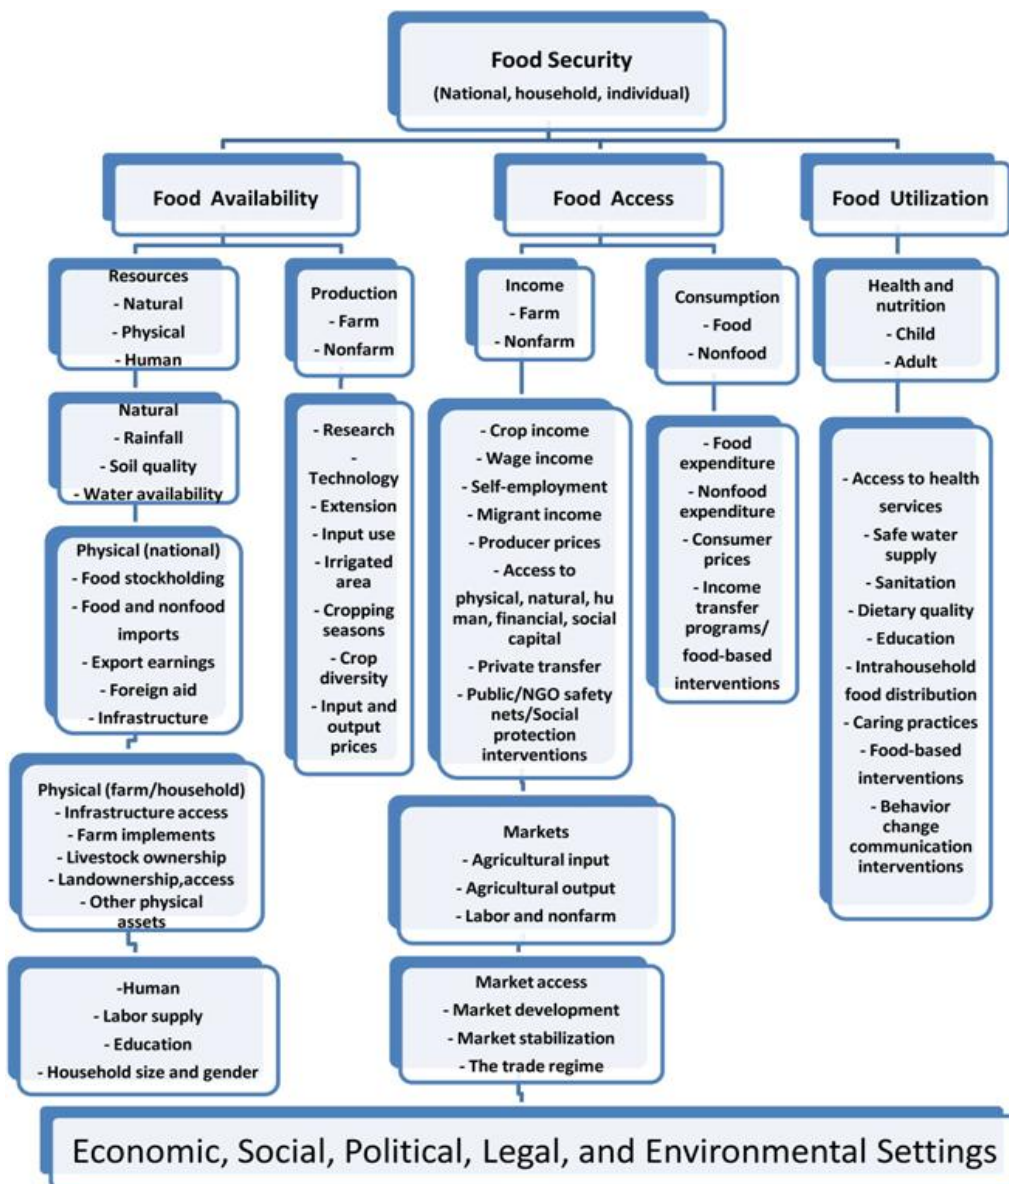 Food Security
(National, household, individual)
Food Availability
Food Access
Food Utilization
Resources
- Natural
- Physical
- Human
Production
- Farm
- Nonfarm
Income
- Farm
- Nonfarm
Consumption
- Food
- Nonfood
Health and
nutrition
- Child
- Adult
Natural
- Rainfall
- Soil quality
- Water availability
Physical (national)
- Food stockholding
- Food and nonfood
imports
- Export earnings
- Foreign aid
- Infrastructure
Physical (farm/household)
- Infrastructure access
- Farm implements
- Livestock ownership
- Landownership,access
- Other physical
assets
-Human
- Labor supply
- Education
- Household size and gender
- Research
-
Technology
- Extension
- Input use
- Irrigated
area
- Cropping
seasons
- Crop
diversity
- Input and
output
prices
- Crop income
- Wage income
- Self-employment
- Migrant income
- Producer prices
- Access to
physical, natural, hu
man, financial, social
capital
- Private transfer
- Public/NGO safety
nets/Social
protection
interventions
Markets
- Agricultural input
- Agricultural output
- Labor and nonfarm
Market access
- Market development
- Market stabilization
- The trade regime
- Food
expenditure
- Nonfood
expenditure
- Consumer
prices
- Income
transfer
programs/
food-based
interventions
- Access to health
services
- Safe water
supply
- Sanitation
- Dietary quality
- Education
- Intrahousehold
food distribution
- Caring practices
- Food-based
interventions
- Behavior
change
communication
interventions
Economic, Social, Political, Legal, and Environmental Settings